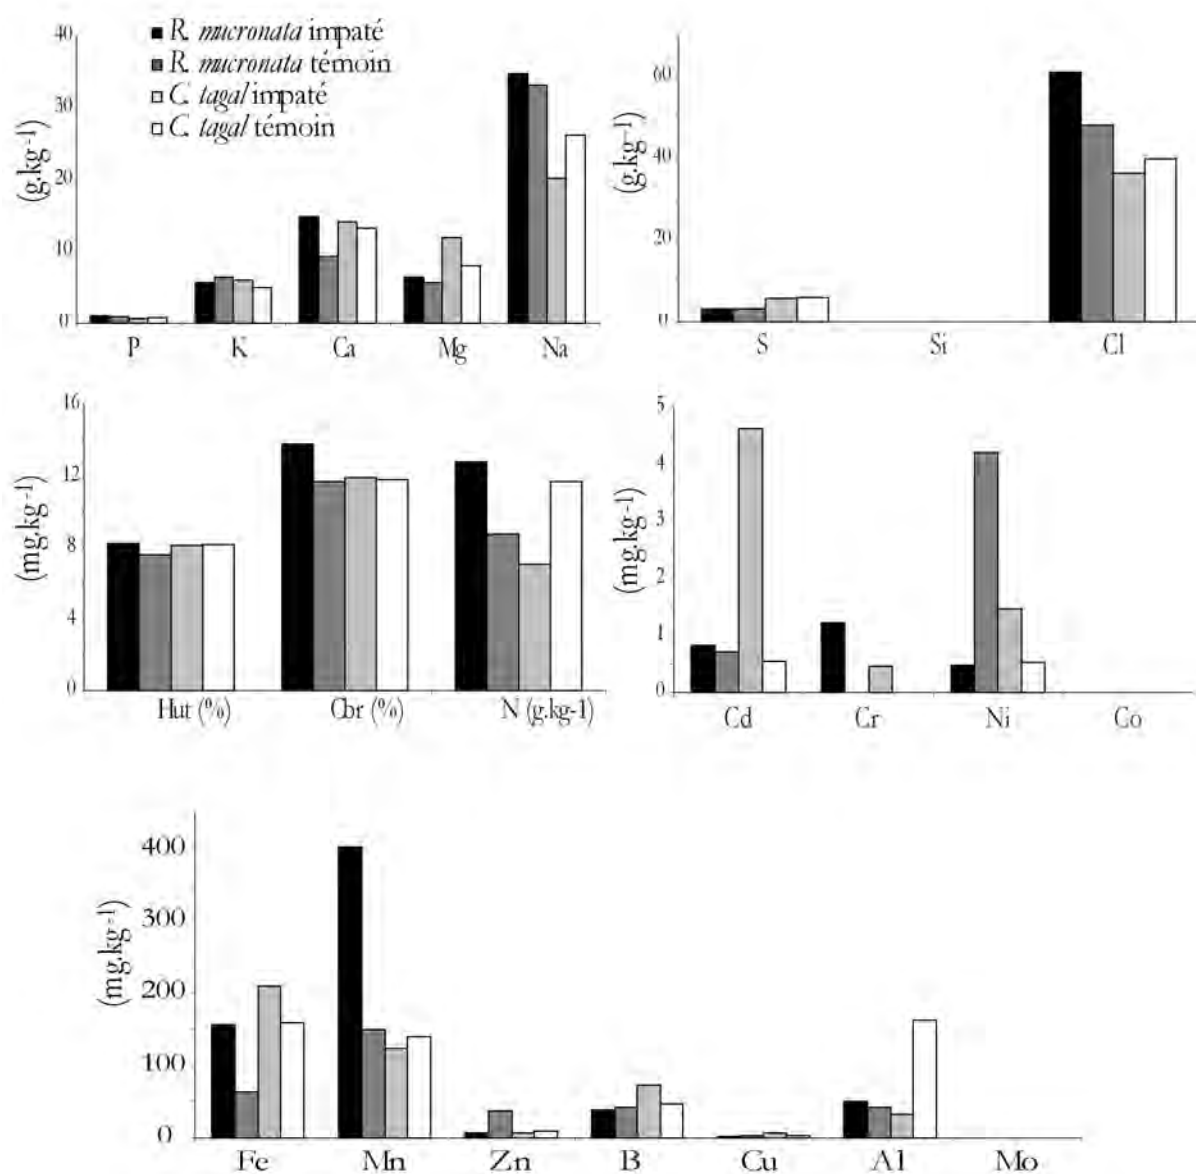 R. mucronata impaté
R. mucronata témoin
C. tagal impaté
C. tagal témoin
(g.kg-1)
40
30
20
10
0
P K Ca Mg Na
(g.kg-1)
60
40
20
0
S Si Cl
(mg.kg-1)
16
12
8
4
0
Hut (%) Cbr (%) N (g.kg-1)
(mg.kg-1)
5
4
3
2
1
0
Cd Cr Ni Co
(mg.kg-1)
400
300
200
100
0
Fe Mn Zn B Cu Al Mo